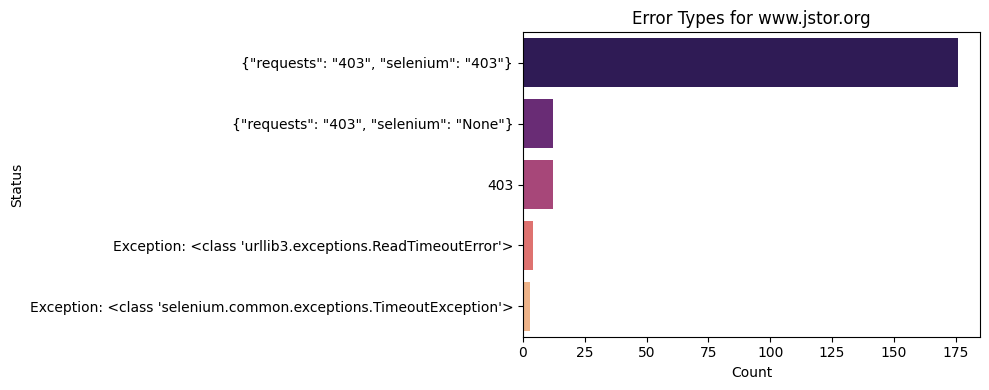 Error Types for www.jstor.org
Status
{"requests": "403", "selenium": "403"}
{"requests": "403", "selenium": "None"}
403
Exception: <class 'urllib3.exceptions.ReadTimeoutError'>
Exception: <class 'selenium.common.exceptions.TimeoutException'>
0 25 50 75 100 125 150 175
Count